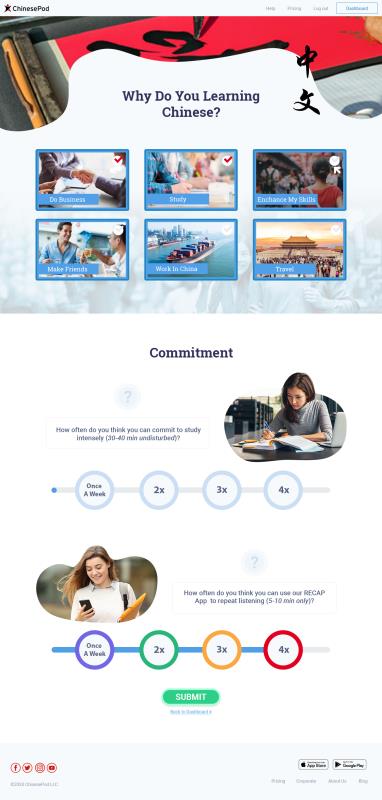 ChinesePod
Help
Pricing
Log out
Dashboard
中
文
Why Do You Learning
Chinese?
Do Business
Study
Enchance My Skills
Make Friends
Work In China
Travel
Commitment
?
How often do you think you can commit to study
intensely (30-40 min undisturbed)?
Once
A Week
2x
3x
4x
?
How often do you think you can use our RECAP
App to repeat listening (5-10 min only)?
Once
A Week
2x
3x
4x
SUBMIT
Back to Dashboard
App Store
Google Play
Pricing
Corporate
About Us
Blog
ChinesePod LLC